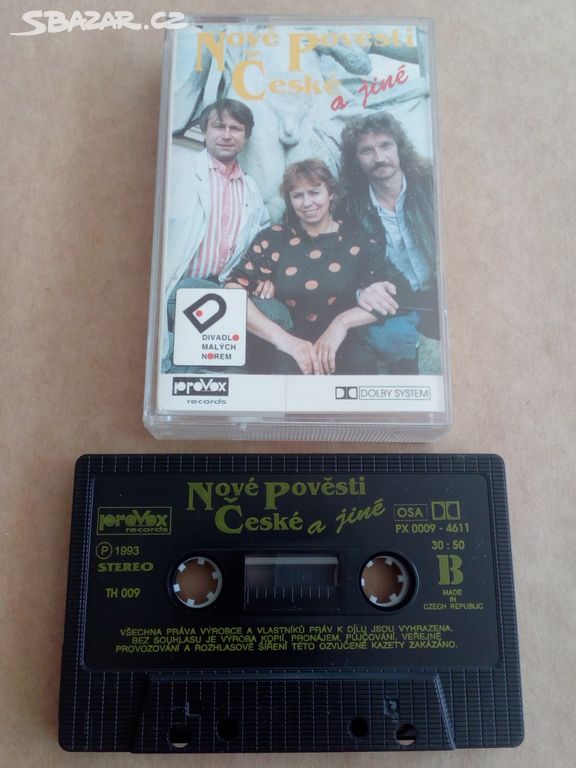 SBAZAR.CZ
Nové Pověsti
České
a jiné
DIVADLO
MALÝCH
NOREM
proVox
records
DOLBY SYSTEM
Nové Pověsti
České a jiné
proVox
records
OSA
PX 0009 - 4611
P 1993
30 : 50
STEREO
B
TH 009
MADE
IN
CZECH REPUBLIC
VŠECHNA PRÁVA VÝROBCE A VLASTNÍKŮ PRÁV K DÍLU JSOU VYHRAZENA.
BEZ SOUHLASU JE VÝROBA KOPIÍ, PRONÁJEM, PŮJČOVÁNÍ, VEŘEJNÉ
PROVOZOVÁNÍ A ROZHLASOVÉ ŠÍŘENÍ TÉTO OZVUČENÉ KAZETY ZAKÁZÁNO.